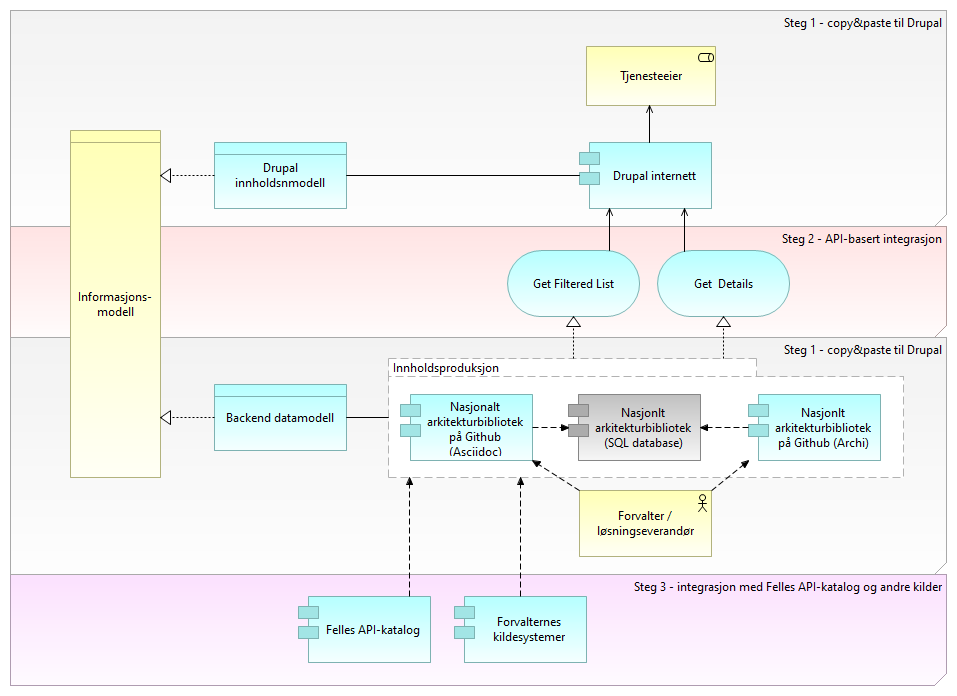 Steg 1 - copy&paste til Drupal
Tjenesteeier
Drupal
innholdsnmodell
Drupal internett
Steg 2 - API-basert integrasjon
Get Filtered List
Get  Details
Informasjons-
modell
Steg 1 - copy&paste til Drupal
Innholdsproduksjon
Backend datamodell
Nasjonalt
arkitekturbibliotek
på Github
(Asciidoc)
Nasjonlt
arkitekturbibliotek
(SQL database)
Nasjonlt
arkitekturbibliotek
på Github (Archi)
Forvalter /
løsningseverandør
Steg 3 - integrasjon med Felles API-katalog og andre kilder
Felles API-katalog
Forvalternes
kildesystemer